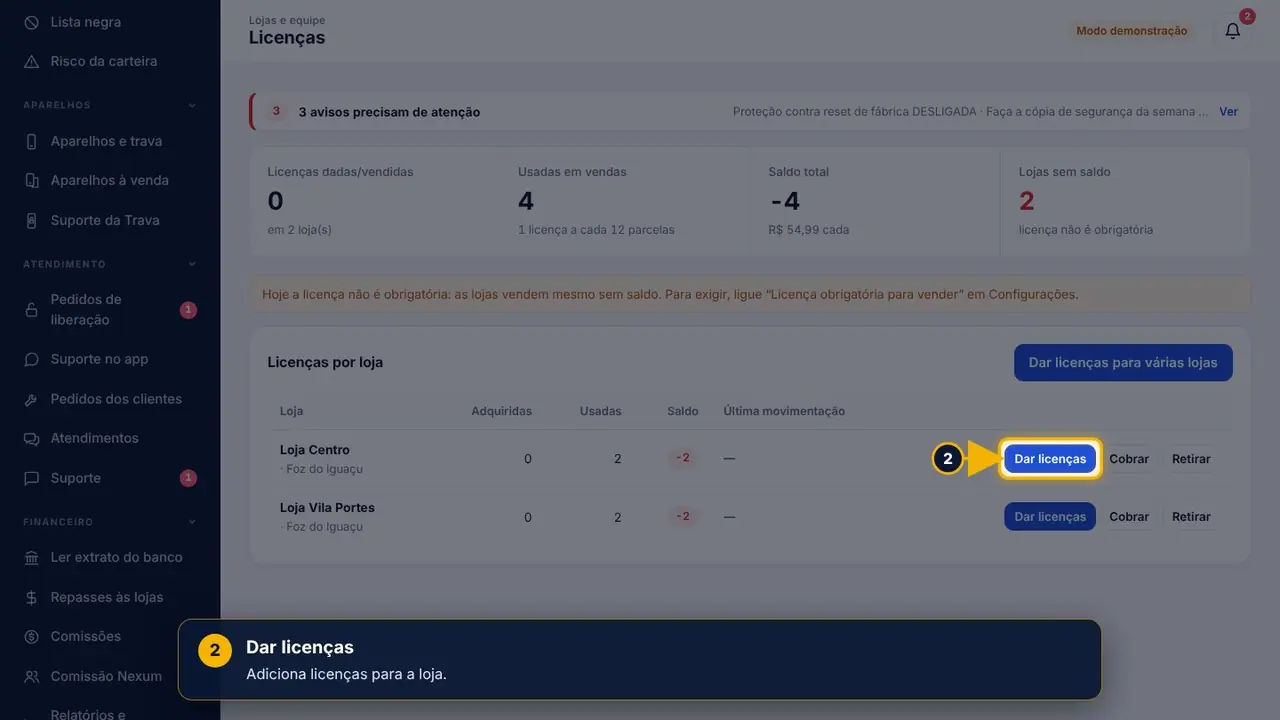 Lista negra
Risco da carteira
APARELHOS
Aparelhos e trava
Aparelhos à venda
Suporte da Trava
ATENDIMENTO
Pedidos de
liberação
1
Suporte no app
Pedidos dos clientes
Atendimentos
Suporte
1
FINANCEIRO
Ler extrato do banco
Repasses às lojas
Comissões
Comissão Nexum
Relatórios e
Lojas e equipe
Licenças
Modo demonstração
2
3
3 avisos precisam de atenção
Proteção contra reset de fábrica DESLIGADA · Faça a cópia de segurança da semana ...
Ver
Licenças dadas/vendidas
0
em 2 loja(s)
Usadas em vendas
4
1 licença a cada 12 parcelas
Saldo total
-4
R$ 54,99 cada
Lojas sem saldo
2
licença não é obrigatória
Hoje a licença não é obrigatória: as lojas vendem mesmo sem saldo. Para exigir, ligue “Licença obrigatória para vender” em Configurações.
Licenças por loja
Dar licenças para várias lojas
Loja Adquiridas Usadas Saldo Última movimentação
Loja Centro
· Foz do Iguaçu
0 2 -2 —
2
Dar licenças Cobrar Retirar
Loja Vila Portes
· Foz do Iguaçu
0 2 -2 —
Dar licenças Cobrar Retirar
2
Dar licenças
Adiciona licenças para a loja.